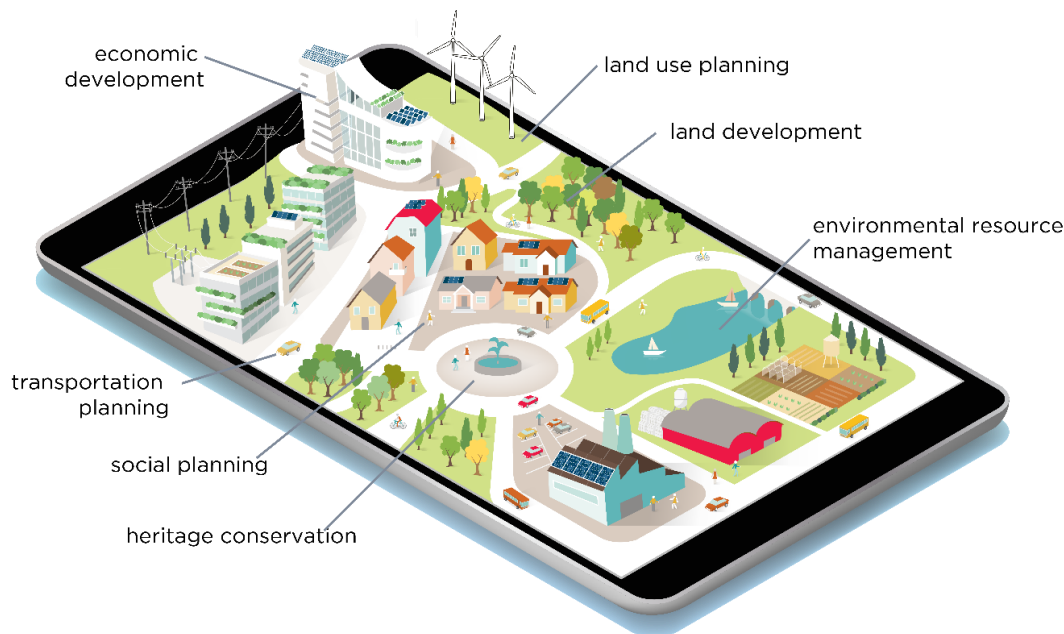 economic
development
land use planning
land development
environmental resource
management
transportation
planning
social planning
heritage conservation